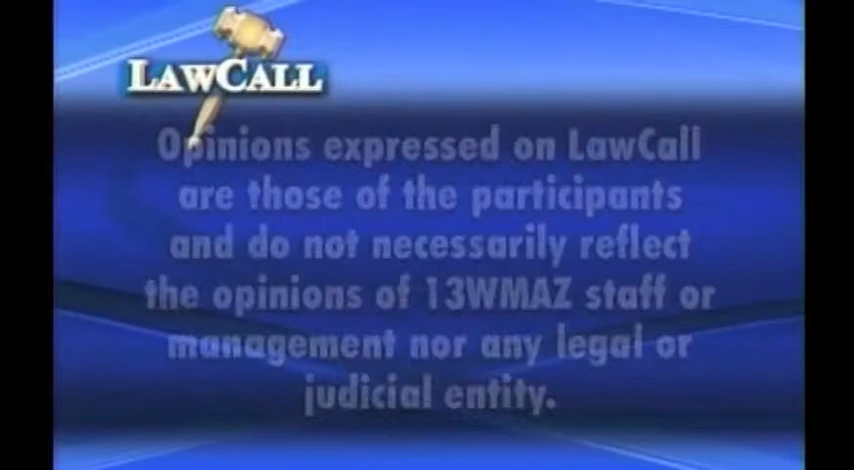 LAWCALL
Opinions expressed on LawCall
are those of the participants
and do not necessarily reflect
the opinions of 13WMAZ staff or
management nor any legal or
judicial entity.